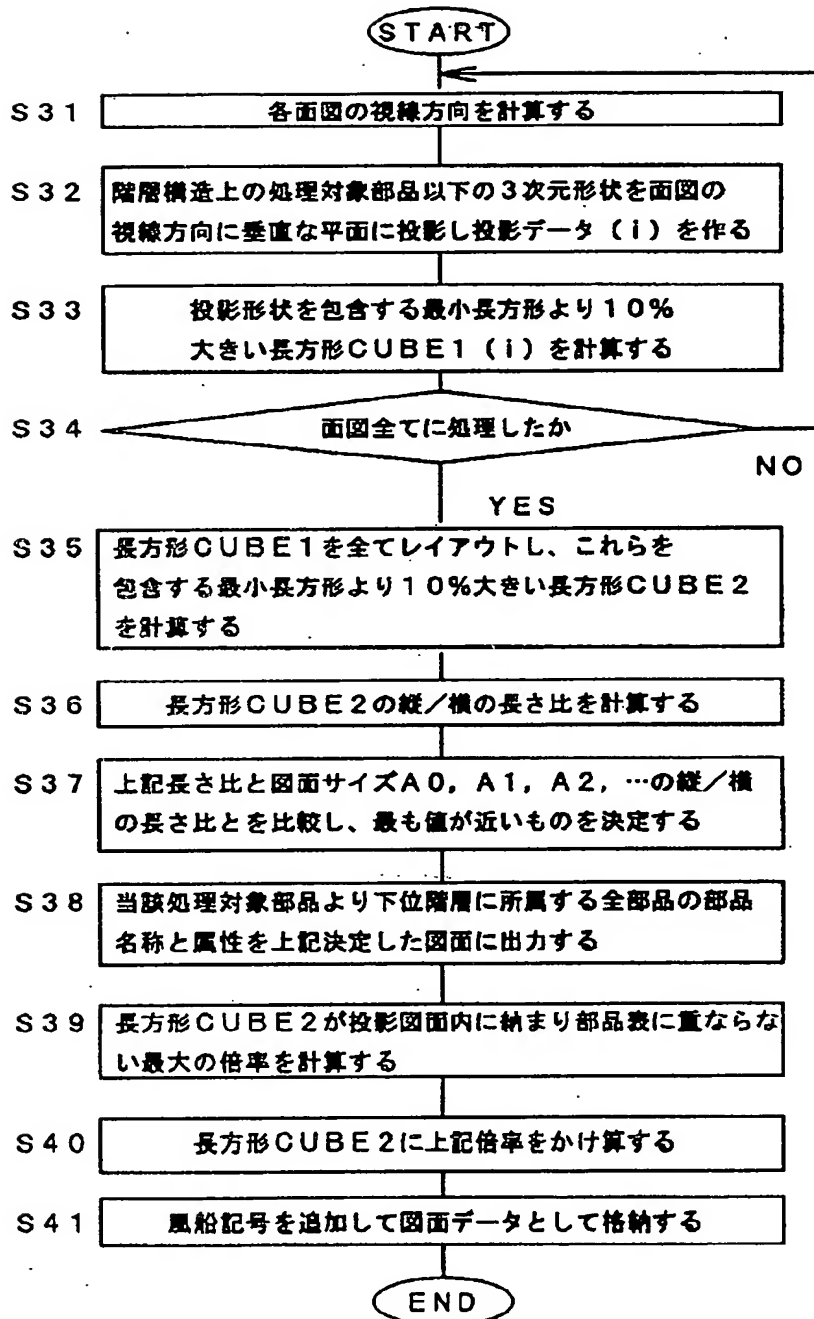 START
S31 各面図の視線方向を計算する
S32 階層構造上の処理対象部品以下の3次元形状を面図の
視線方向に垂直な平面に投影し投影データ(i)を作る
S33 投影形状を包含する最小長方形より10%
大きい長方形CUBE1(i)を計算する
S34 面図全てに処理したか
NO
YES
S35 長方形CUBE1を全てレイアウトし、これらを
包含する最小長方形より10%大きい長方形CUBE2
を計算する
S36 長方形CUBE2の縦/横の長さ比を計算する
S37 上記長さ比と図面サイズA0, A1, A2, …の縦/横
の長さ比とを比較し、最も値が近いものを決定する
S38 当該処理対象部品より下位階層に所属する全部品の部品
名称と属性を上記決定した図面に出力する
S39 長方形CUBE2が投影図面内に納まり部品表に重ならな
い最大の倍率を計算する
S40 長方形CUBE2に上記倍率をかけ算する
S41 風船記号を追加して図面データとして格納する
END